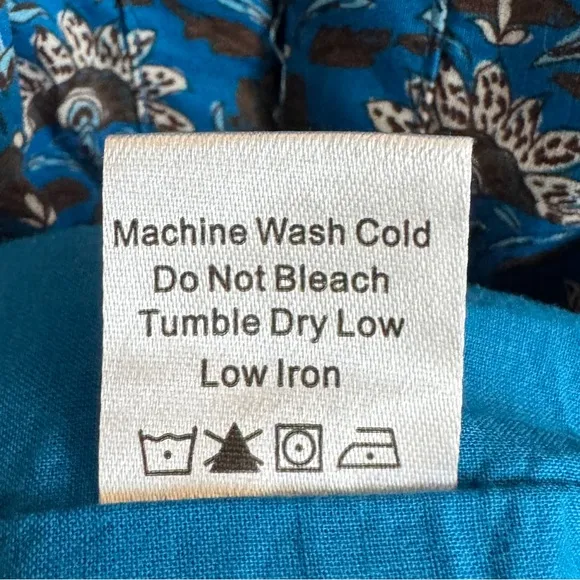 Machine Wash Cold
Do Not Bleach
Tumble Dry Low
Low Iron